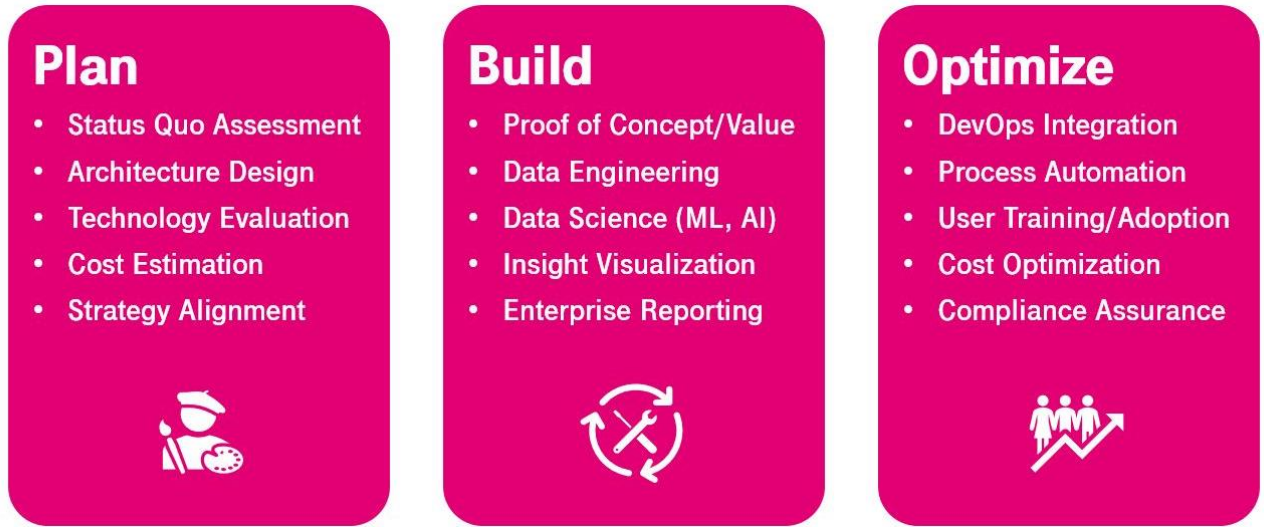 Plan
• Status Quo Assessment
• Architecture Design
• Technology Evaluation
• Cost Estimation
• Strategy Alignment
Build
• Proof of Concept/Value
• Data Engineering
• Data Science (ML, AI)
• Insight Visualization
• Enterprise Reporting
Optimize
• DevOps Integration
• Process Automation
• User Training/Adoption
• Cost Optimization
• Compliance Assurance